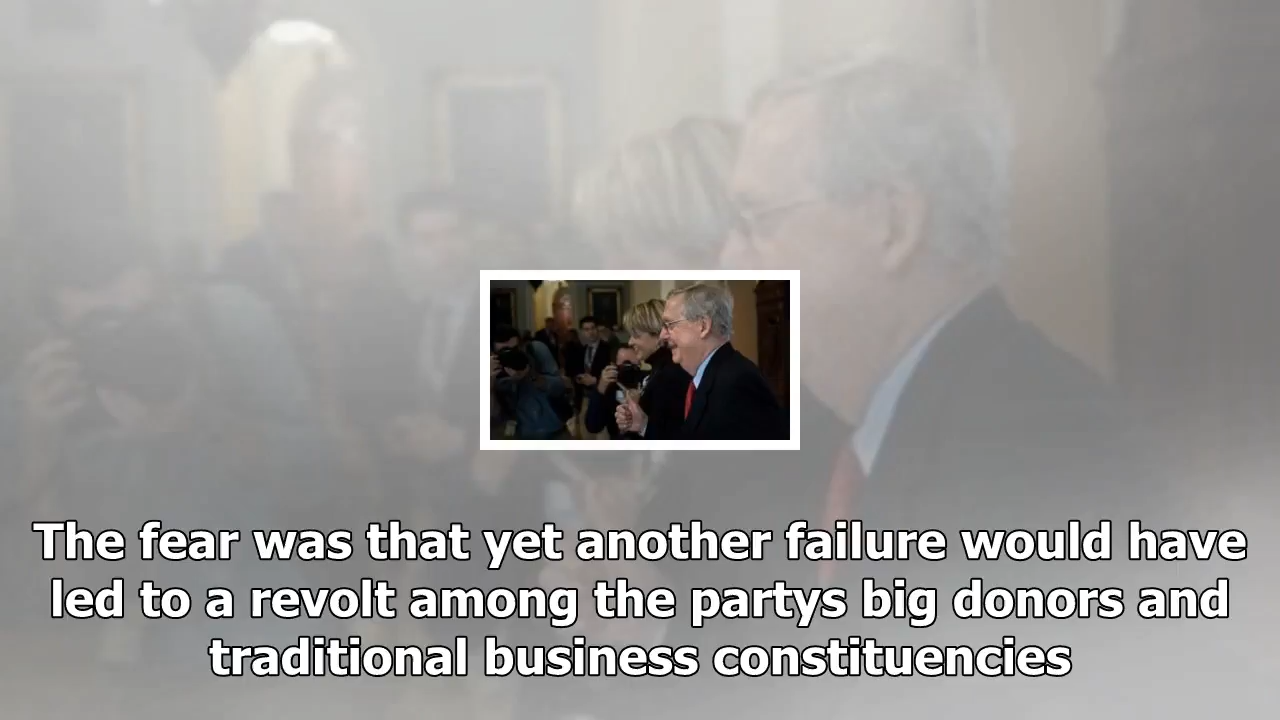 The fear was that yet another failure would have
led to a revolt among the partys big donors and
traditional business constituencies